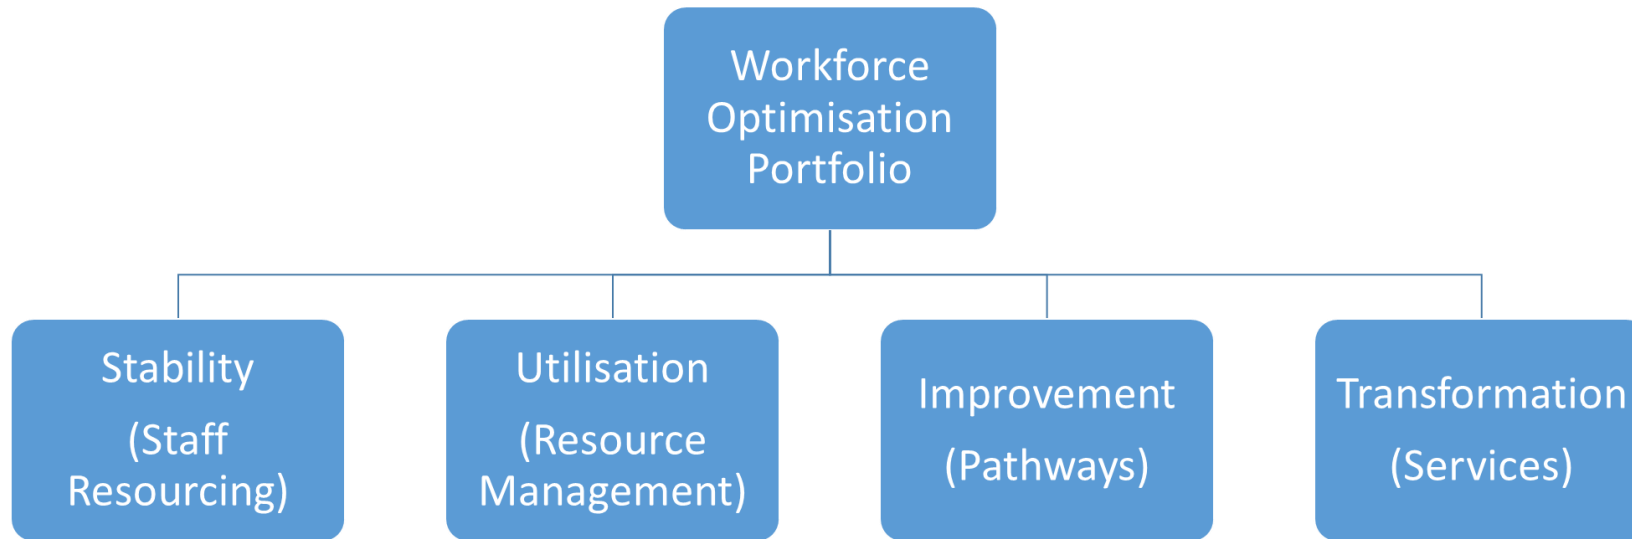 Workforce
Optimisation
Portfolio
Stability
(Staff
Resourcing)
Utilisation
(Resource
Management)
Improvement
(Pathways)
Transformation
(Services)